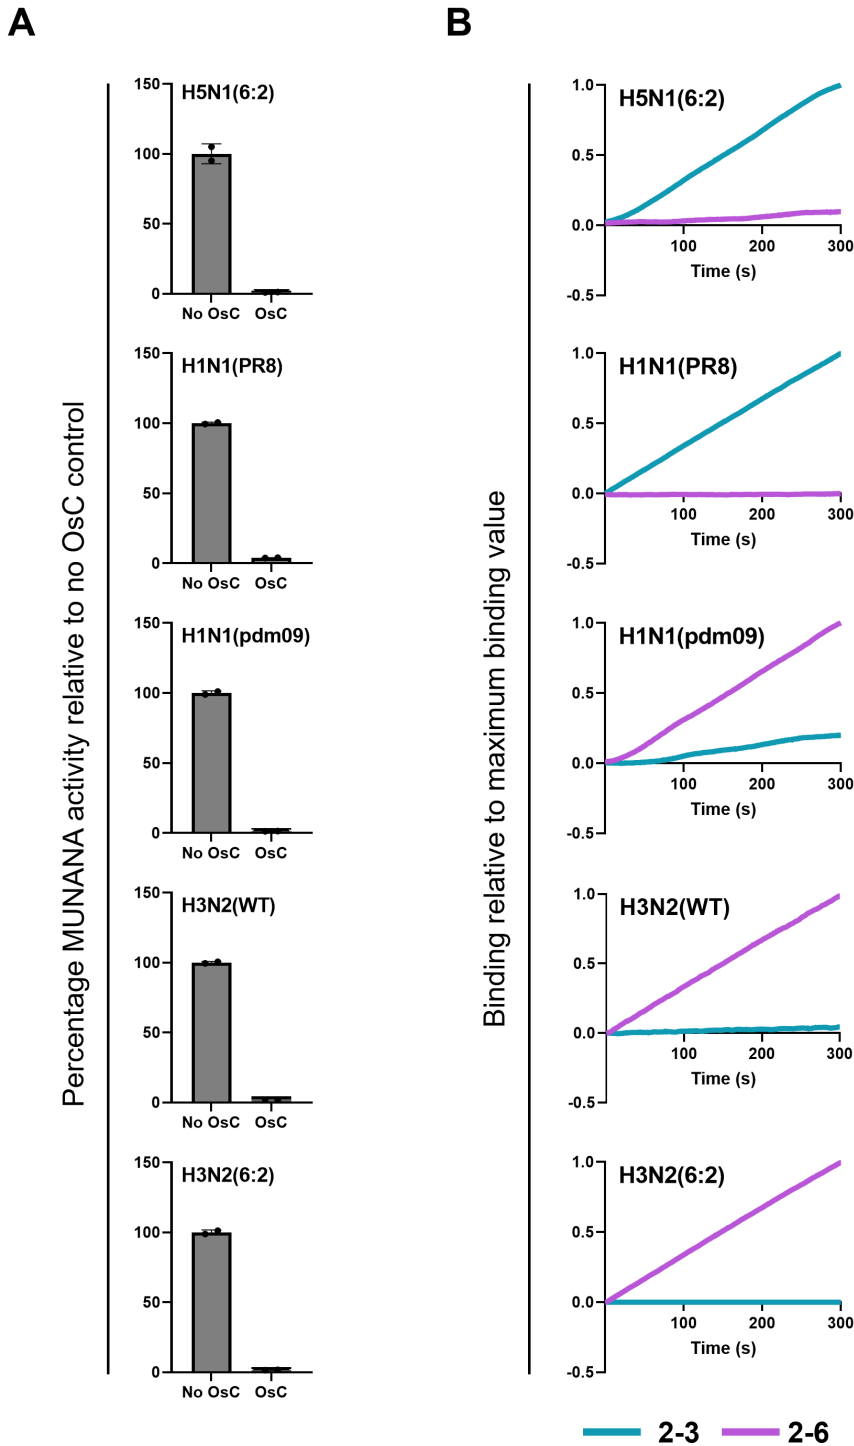 A
Percentage MUNANA activity relative to no OsC control
H5N1(6:2)
150
100
50
0
No OsC OsC
H1N1(PR8)
150
100
50
0
No OsC OsC
H1N1(pdm09)
150
100
50
0
No OsC OsC
H3N2(WT)
150
100
50
0
No OsC OsC
H3N2(6:2)
150
100
50
0
No OsC OsC
B
Binding relative to maximum binding value
H5N1(6:2)
1.0
0.5
0.0
-0.5
100 200 300
Time (s)
H1N1(PR8)
1.0
0.5
0.0
-0.5
100 200 300
Time (s)
H1N1(pdm09)
1.0
0.5
0.0
-0.5
100 200 300
Time (s)
H3N2(WT)
1.0
0.5
0.0
-0.5
100 200 300
Time (s)
H3N2(6:2)
1.0
0.5
0.0
-0.5
100 200 300
Time (s)
2-3 2-6